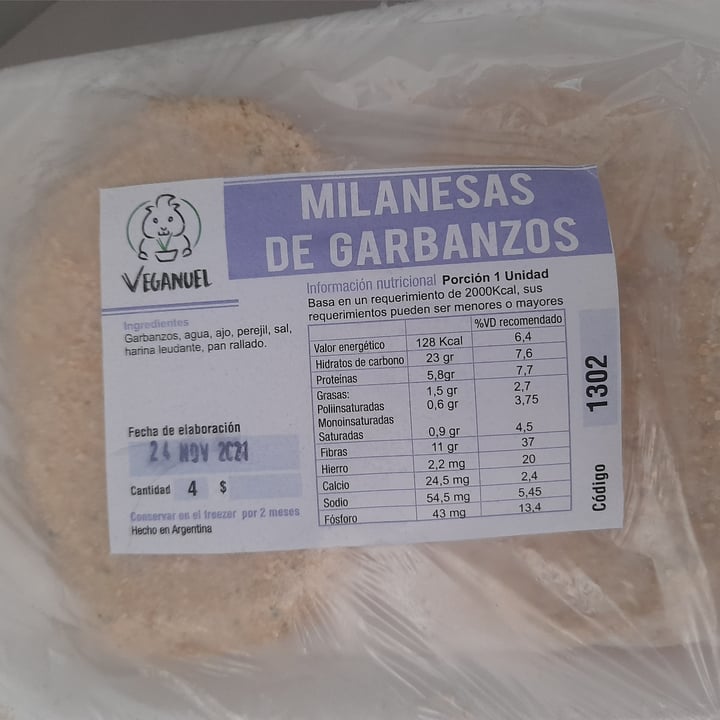 VEGANUEL
MILANESAS
DE GARBANZOS
Ingredientes
Garbanzos, agua, ajo, perejil, sal,
harina leudante, pan rallado.
Fecha de elaboración
24 NOV 2021
Cantidad 4 $
Conservar en el freezer por 2 meses
Hecho en Argentina
Información nutricional Porción 1 Unidad
Basa en un requerimiento de 2000Kcal, sus
requerimientos pueden ser menores o mayores
%VD recomendado
Valor energético 128 Kcal 6,4
Hidratos de carbono 23 gr 7,6
Proteínas 5,8gr 7,7
Grasas: 1,5 gr 2,7
Poliinsaturadas 0,6 gr 3,75
Monoinsaturadas
Saturadas 0,9 gr 4,5
Fibras 11 gr 37
Hierro 2,2 mg 20
Calcio 24,5 mg 2,4
Sodio 54,5 mg 5,45
Fósforo 43 mg 13,4
Código 1302